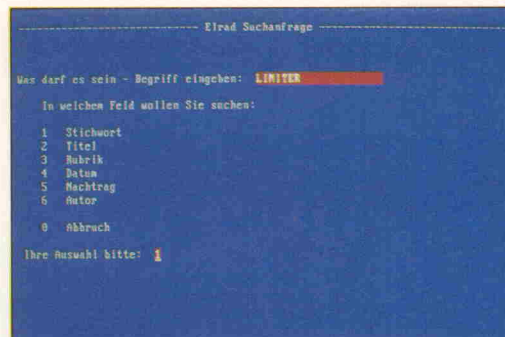 Elrad Suchanfrage
Was darf es sein - Begriff eingeben: LIMITER
In welchem Feld wollen Sie suchen:
1 Stichwort
2 Titel
3 Rubrik
4 Datum
5 Nachtrag
6 Autor
0 Abbruch
Ihre Auswahl bitte: 1